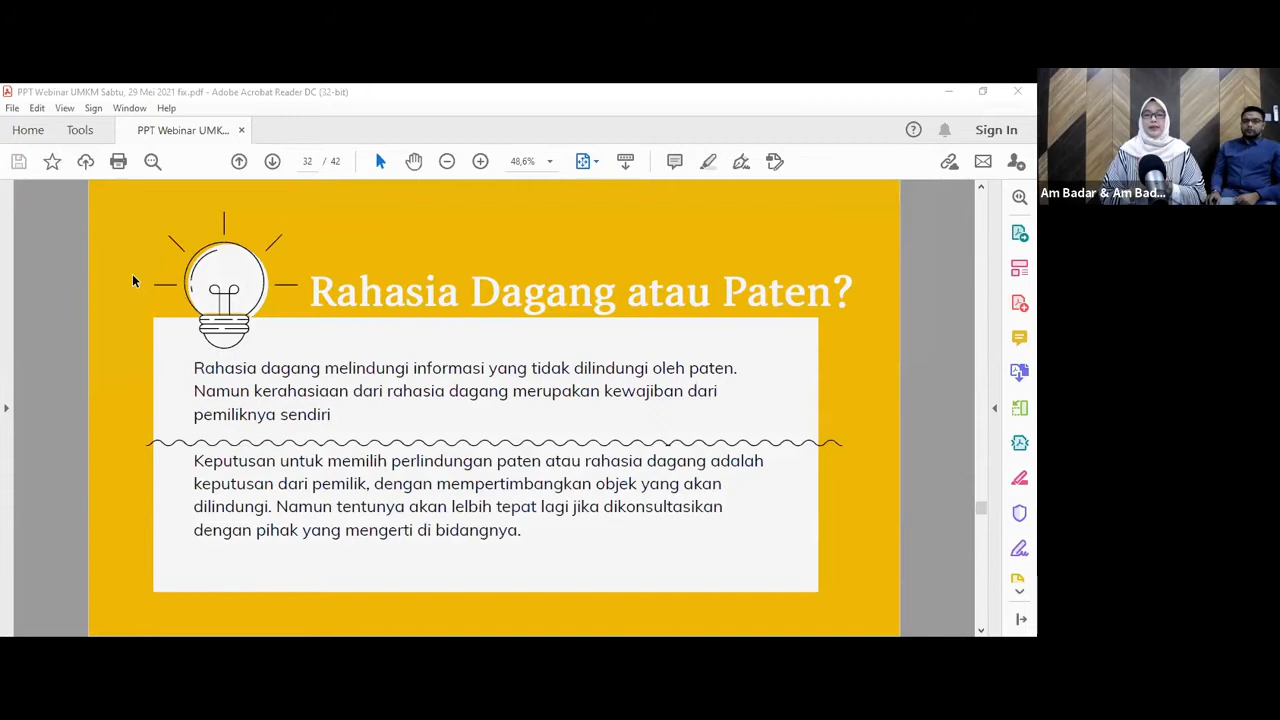 PPT Webinar UMKM Sabtu, 29 Mei 2021 fix.pdf - Adobe Acrobat Reader DC (32-bit)
File Edit View Sign Window Help
Home Tools PPT Webinar UMK... Sign In
32 / 42 48,6%
Am Badar & Am Bad...
Rahasia Dagang atau Paten?
Rahasia dagang melindungi informasi yang tidak dilindungi oleh paten.
Namun kerahasiaan dari rahasia dagang merupakan kewajiban dari
pemiliknya sendiri
Keputusan untuk memilih perlindungan paten atau rahasia dagang adalah
keputusan dari pemilik, dengan mempertimbangkan objek yang akan
dilindungi. Namun tentunya akan lelbih tepat lagi jika dikonsultasikan
dengan pihak yang mengerti di bidangnya.